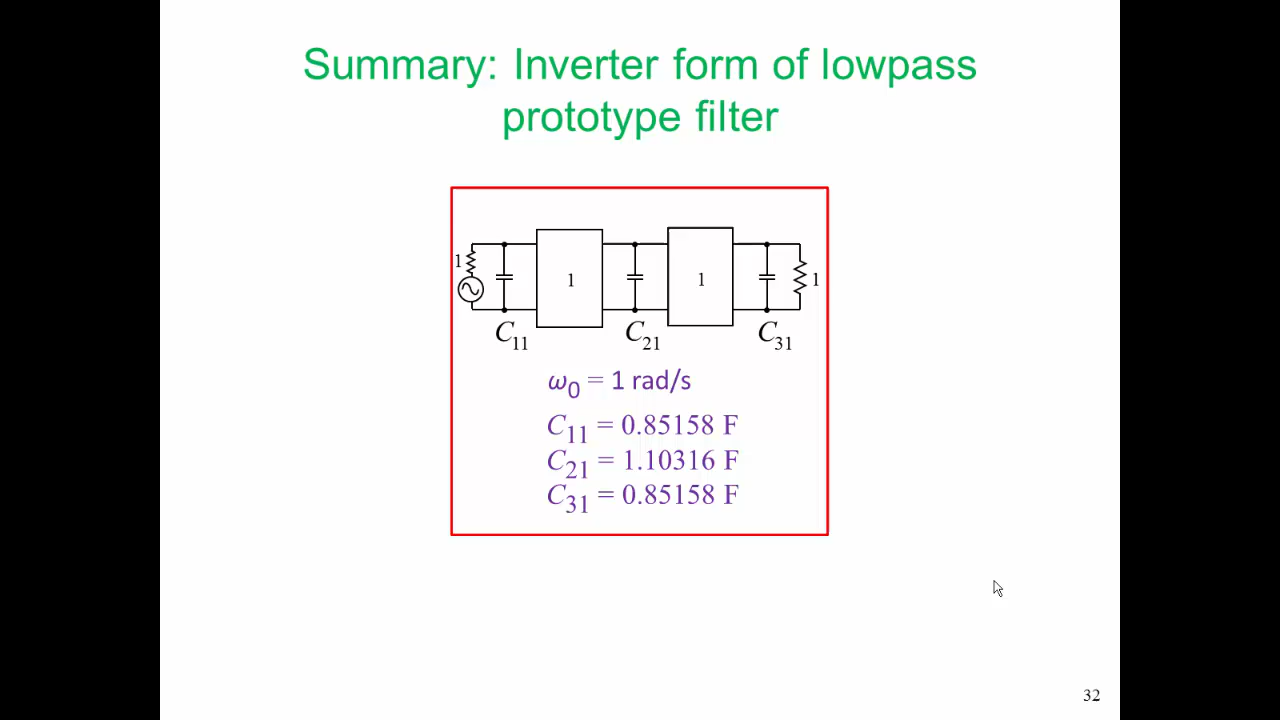 Summary: Inverter form of lowpass
prototype filter
1
1
1
1
C11
C21
C31
ω0 = 1 rad/s
C11 = 0.85158 F
C21 = 1.10316 F
C31 = 0.85158 F
32